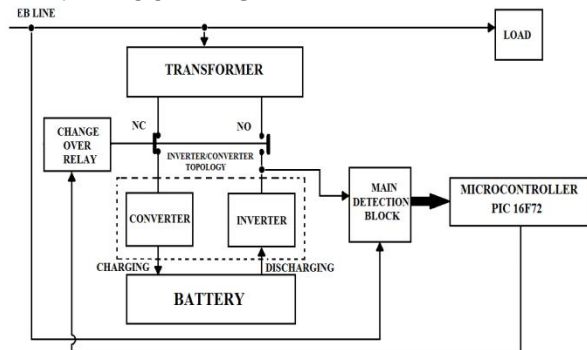 EB LINE
LOAD
TRANSFORMER
NC
NO
CHANGE
OVER
RELAY
INVERTER/CONVERTER
TOPOLOGY
MAIN
DETECTION
BLOCK
MICROCONTROLLER
PIC 16F72
CONVERTER
INVERTER
CHARGING
DISCHARGING
BATTERY